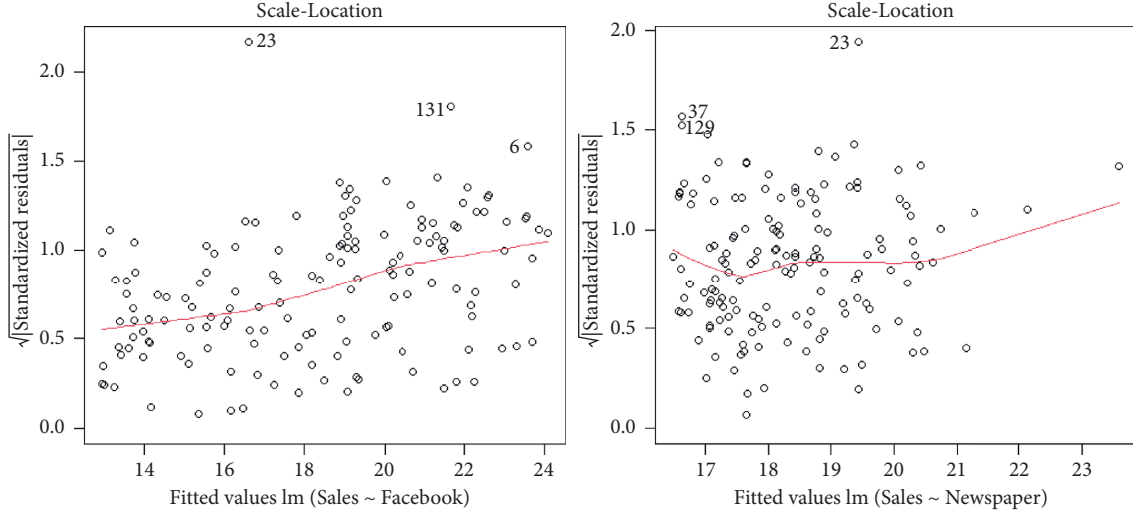 Scale-Location
23
131
6
2.0
1.5
1.0
0.5
0.0
√|Standardized residuals|
14 16 18 20 22 24
Fitted values lm (Sales ~ Facebook)
Scale-Location
23
37
129
2.0
1.5
1.0
0.5
0.0
√|Standardized residuals|
17 18 19 20 21 22 23
Fitted values lm (Sales ~ Newspaper)